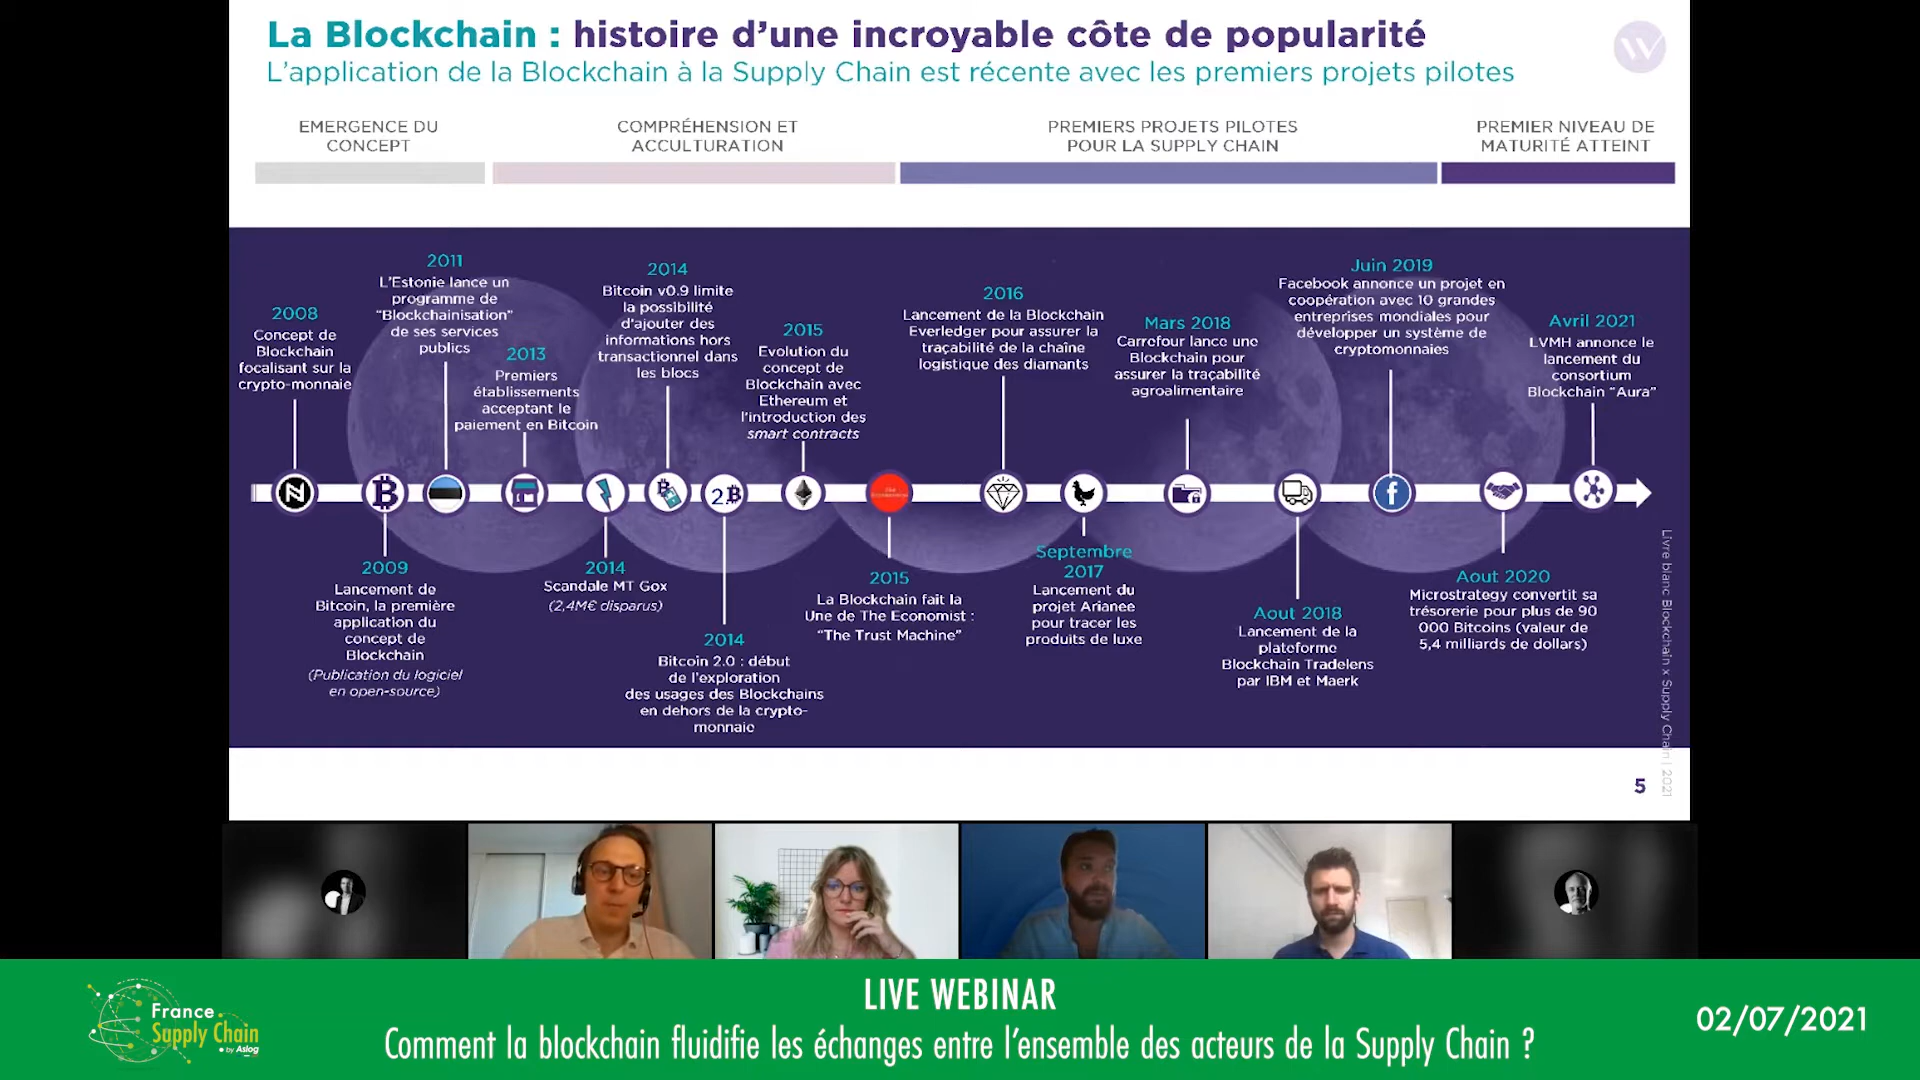 La Blockchain : histoire d'une incroyable côte de popularité
L'application de la Blockchain à la Supply Chain est récente avec les premiers projets pilotes
EMERGENCE DU
CONCEPT
COMPRÉHENSION ET
ACCULTURATION
PREMIERS PROJETS PILOTES
POUR LA SUPPLY CHAIN
PREMIER NIVEAU DE
MATURITÉ ATTEINT
2008
Concept de
Blockchain
focalisant sur la
crypto-monnaie
2009
Lancement de
Bitcoin, la première
application du
concept de
Blockchain
(Publication du logiciel
en open-source)
2011
L'Estonie lance un
programme de
"Blockchainisation"
de ses services
publics
2013
Premiers
établissements
acceptant le
paiement en Bitcoin
2014
Scandale MT Gox
(2,4M€ disparus)
2014
Bitcoin v0.9 limite
la possibilité
d'ajouter des
informations hors
transactionnel dans
les blocs
2014
Bitcoin 2.0 : début
de l'exploration
des usages des Blockchains
en dehors de la crypto-
monnaie
2015
Evolution du
concept de
Blockchain avec
Ethereum et
l'introduction des
smart contracts
2015
La Blockchain fait la
Une de The Economist :
"The Trust Machine"
2016
Lancement de la Blockchain
Everledger pour assurer la
traçabilité de la chaîne
logistique des diamants
Septembre
2017
Lancement du
projet Arianee
pour tracer les
produits de luxe
Mars 2018
Carrefour lance une
Blockchain pour
assurer la traçabilité
agroalimentaire
Aout 2018
Lancement de la
plateforme
Blockchain Tradelens
par IBM et Maerk
Juin 2019
Facebook annonce un projet en
coopération avec 10 grandes
entreprises mondiales pour
développer un système de
cryptomonnaies
Aout 2020
Microstrategy convertit sa
trésorerie pour plus de 90
000 Bitcoins (valeur de
5,4 milliards de dollars)
Avril 2021
LVMH annonce le
lancement du
consortium
Blockchain "Aura"
Livre blanc Blockchain x Supply Chain | 2021
5
LIVE WEBINAR
Comment la blockchain fluidifie les échanges entre l'ensemble des acteurs de la Supply Chain ?
France
Supply Chain
by Aslog
02/07/2021